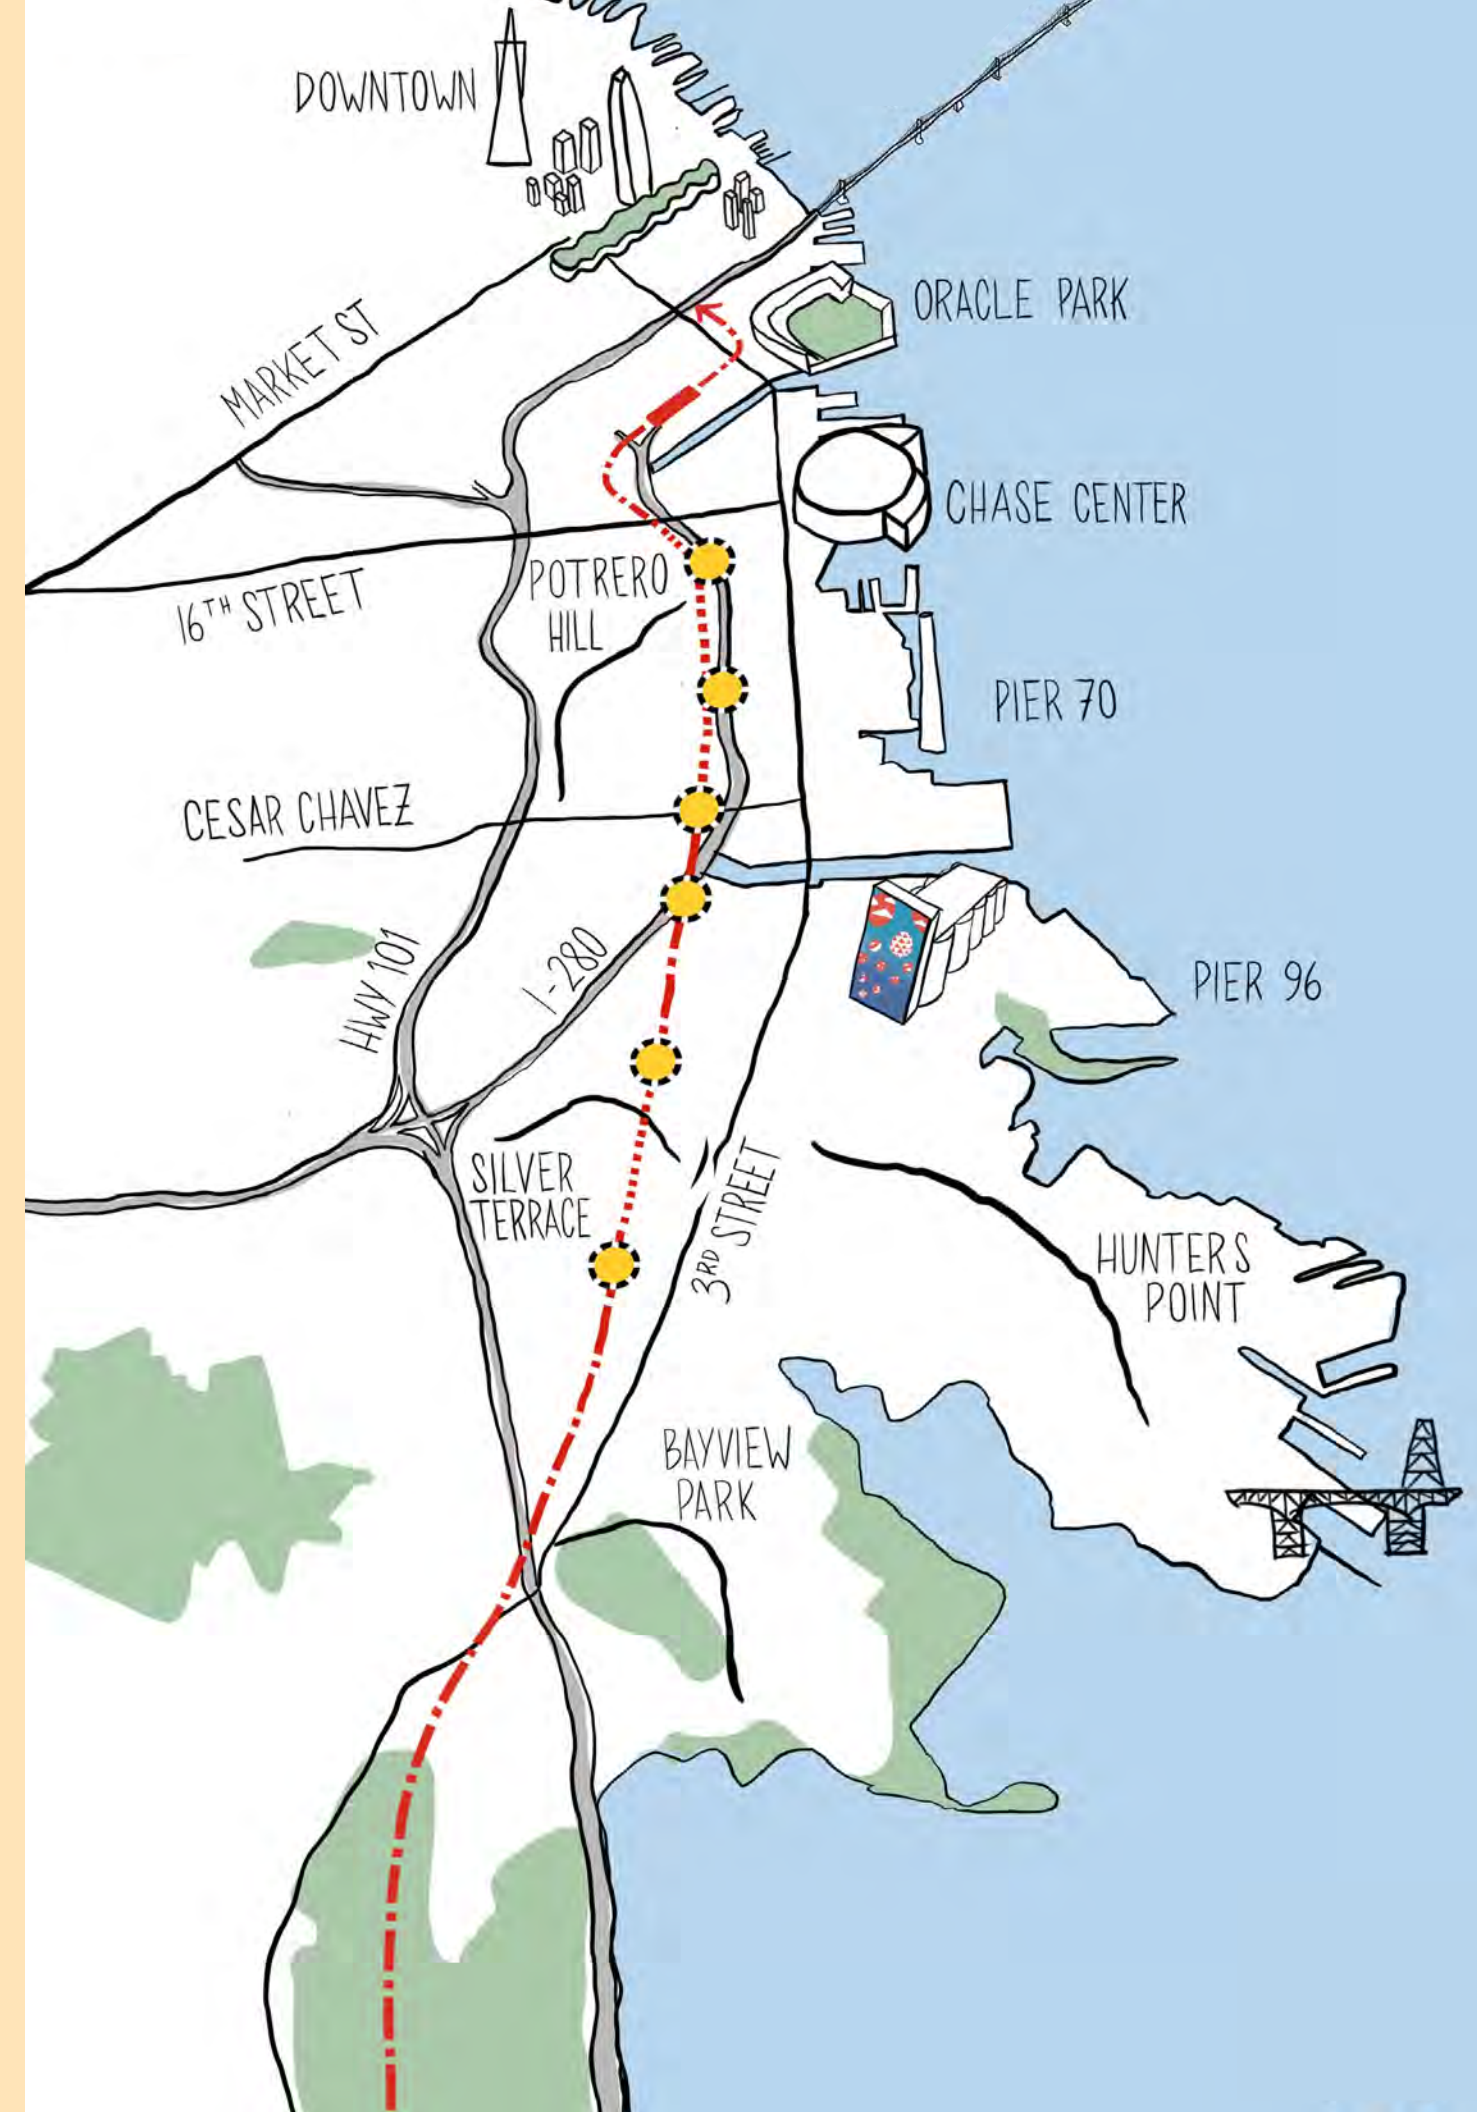 DOWNTOWN
ORACLE PARK
MARKET ST
CHASE CENTER
POTRERO
HILL
16TH STREET
PIER 70
CESAR CHAVEZ
HWY 101
I-280
PIER 96
SILVER
TERRACE
3RD STREET
HUNTERS
POINT
BAYVIEW
PARK